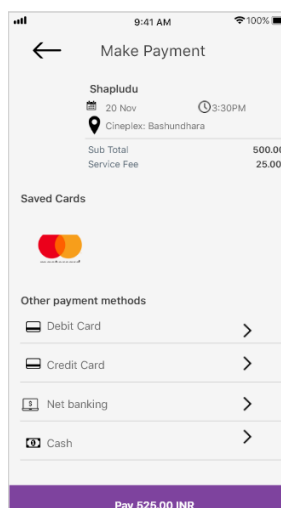 9:41 AM 100%
Make Payment
Shapludu
20 Nov 3:30PM
Cineplex: Bashundhara
Sub Total 500.00
Service Fee 25.00
Saved Cards
Other payment methods
Debit Card
Credit Card
Net banking
Cash
Pay 525.00 INR